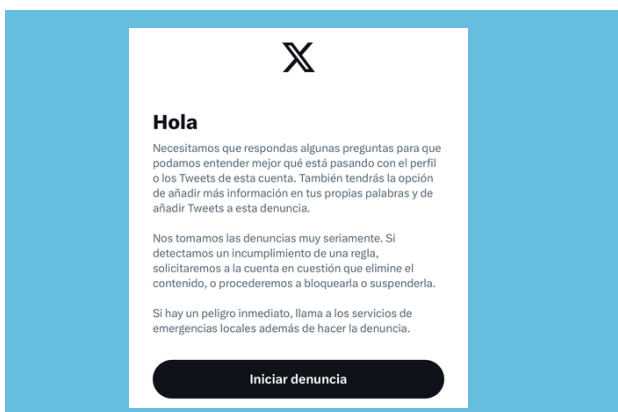 Hola
Necesitamos que respondas algunas preguntas para que
podamos entender mejor qué está pasando con el perfil
o los Tweets de esta cuenta. También tendrás la opción
de añadir más información en tus propias palabras y de
añadir Tweets a esta denuncia.
Nos tomamos las denuncias muy seriamente. Si
detectamos un incumplimiento de una regla,
solicitaremos a la cuenta en cuestión que elimine el
contenido, o procederemos a bloquearla o suspenderla.
Si hay un peligro inmediato, llama a los servicios de
emergencias locales además de hacer la denuncia.
Iniciar denuncia